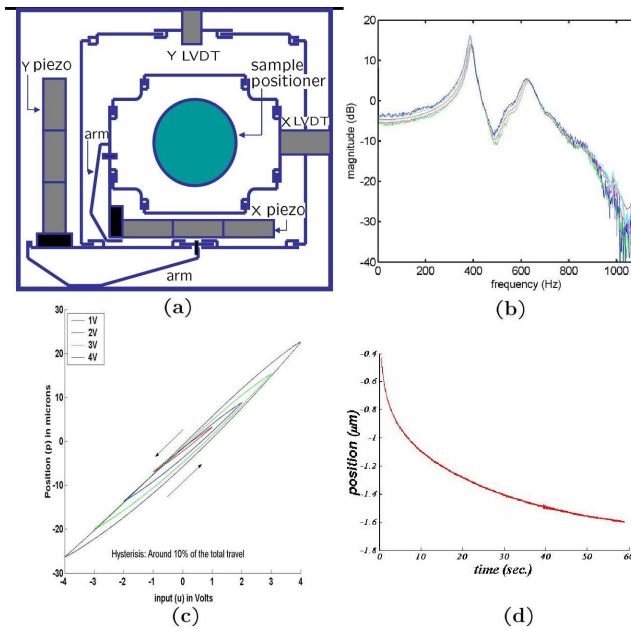 Y piezo
Y LVDT
sample
positioner
X
LVDT
arm
X piezo
arm
(a)
20
10
0
-10
-20
-30
-40
magnitude (dB)
0
200
400
600
800
1000
frequency (Hz)
(b)
1V
2V
3V
4V
30
20
10
0
-10
-20
-30
Position (p) in microns
Hysterisis: Around 10% of the total travel
-4
-3
-2
-1
0
1
2
3
4
input (u) in Volts
(c)
-0.4
-0.6
-0.8
-1
-1.2
-1.4
-1.6
-1.8
position (μm)
0
10
20
30
40
50
60
time (sec.)
(d)